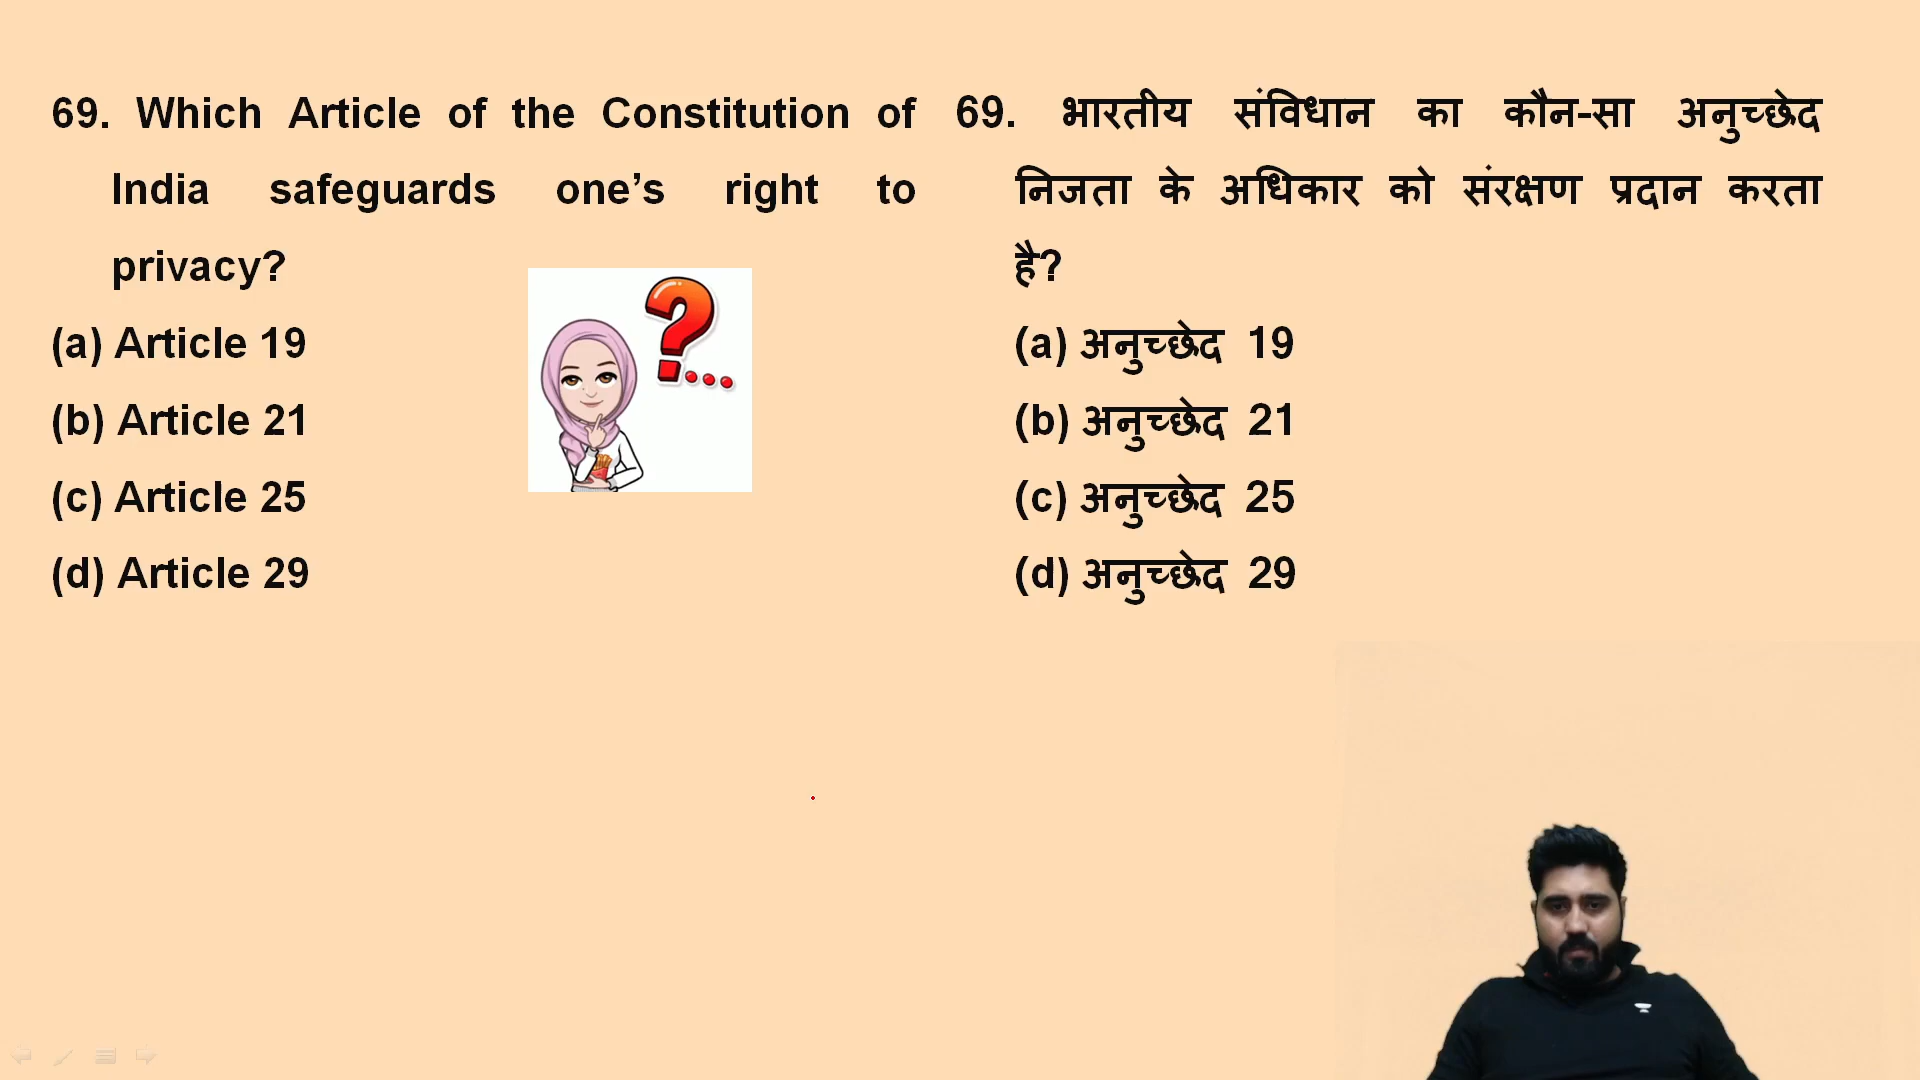 69. Which Article of the Constitution of
India safeguards one’s right to
privacy?
(a) Article 19
(b) Article 21
(c) Article 25
(d) Article 29
69. भारतीय संविधान का कौन-सा अनुच्छेद
निजता के अधिकार को संरक्षण प्रदान करता
है?
(a) अनुच्छेद 19
(b) अनुच्छेद 21
(c) अनुच्छेद 25
(d) अनुच्छेद 29